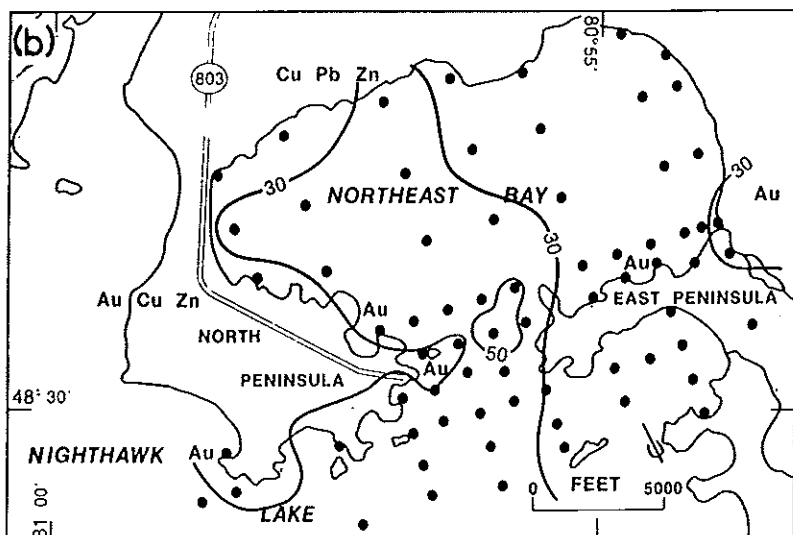 (b)
803
80° 55'
Cu Pb Zn
30
NORTHEAST BAY
30
Au
30
Au
Au Cu Zn
Au
EAST PENINSULA
NORTH
PENINSULA
50
Au
48° 30'
NIGHTHAWK
Au
LAKE
FEET
0 5000
81 00'